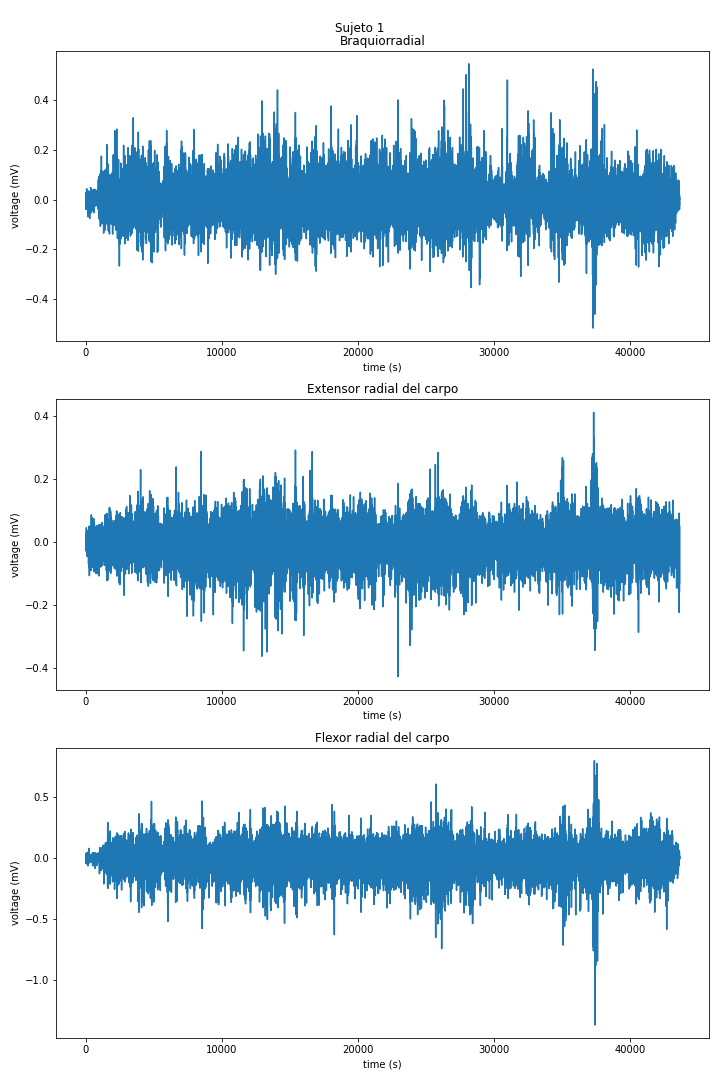 Sujeto 1
Braquiorradial
0.4
0.2
0.0
−0.2
−0.4
voltage (mV)
0 10000 20000 30000 40000
time (s)
Extensor radial del carpo
0.4
0.2
0.0
−0.2
−0.4
voltage (mV)
0 10000 20000 30000 40000
time (s)
Flexor radial del carpo
0.5
0.0
−0.5
−1.0
voltage (mV)
0 10000 20000 30000 40000
time (s)